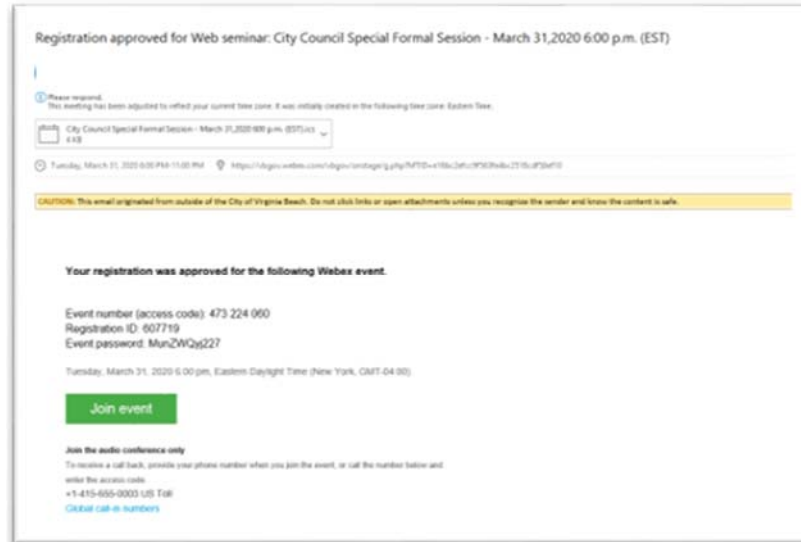 Registration approved for Web seminar: City Council Special Formal Session - March 31,2020 6:00 p.m. (EST)
Please respond.
This meeting has been adjusted to reflect your current time zone. It was initially created in the following time zone: Eastern Time.
City Council Special Formal Session - March 31,2020 600 p.m. (EST).ics
4 KB
Tuesday, March 31, 2020 6:00 PM-11:00 PM
CAUTION: This email originated from outside of the City of Virginia Beach. Do not click links or open attachments unless you recognize the sender and know the content is safe.
Your registration was approved for the following Webex event.
Event number (access code): 473 224 060
Registration ID: 607719
Event password: MunZWQyj227
Tuesday, March 31, 2020 6:00 pm, Eastern Daylight Time (New York, GMT-04:00)
Join event
Join the audio conference only
To receive a call back, provide your phone number when you join the event, or call the number below and
enter the access code.
+1-415-655-0003 US Toll
Global call-in numbers